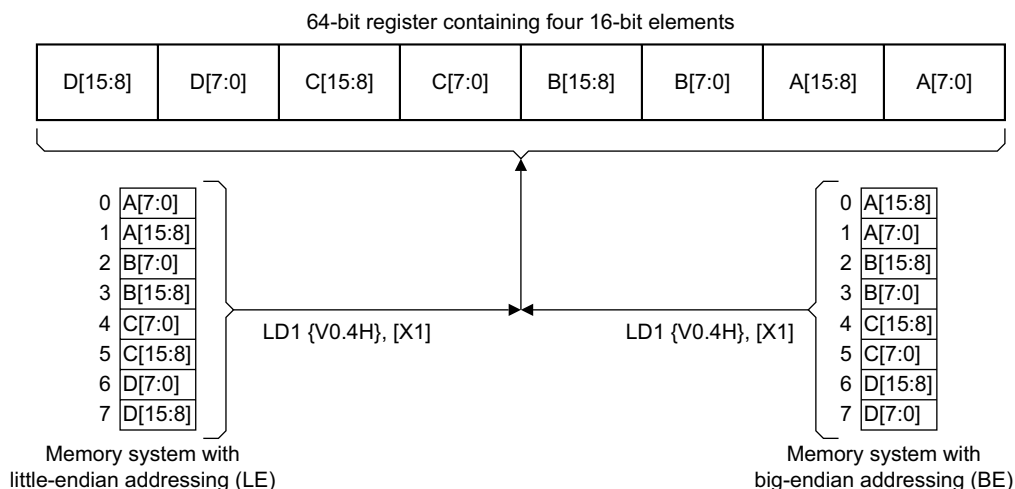 64-bit register containing four 16-bit elements
D[15:8] D[7:0] C[15:8] C[7:0] B[15:8] B[7:0] A[15:8] A[7:0]
0 A[7:0]
1 A[15:8]
2 B[7:0]
3 B[15:8]
4 C[7:0]
5 C[15:8]
6 D[7:0]
7 D[15:8]
LD1 {V0.4H}, [X1]
Memory system with
little-endian addressing (LE)
LD1 {V0.4H}, [X1]
0 A[15:8]
1 A[7:0]
2 B[15:8]
3 B[7:0]
4 C[15:8]
5 C[7:0]
6 D[15:8]
7 D[7:0]
Memory system with
big-endian addressing (BE)